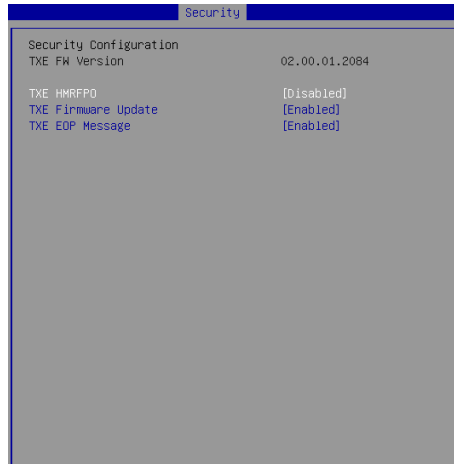 Security
Security Configuration
TXE FW Version 02.00.01.2084
TXE HMRFPO [Disabled]
TXE Firmware Update [Enabled]
TXE EOP Message [Enabled]